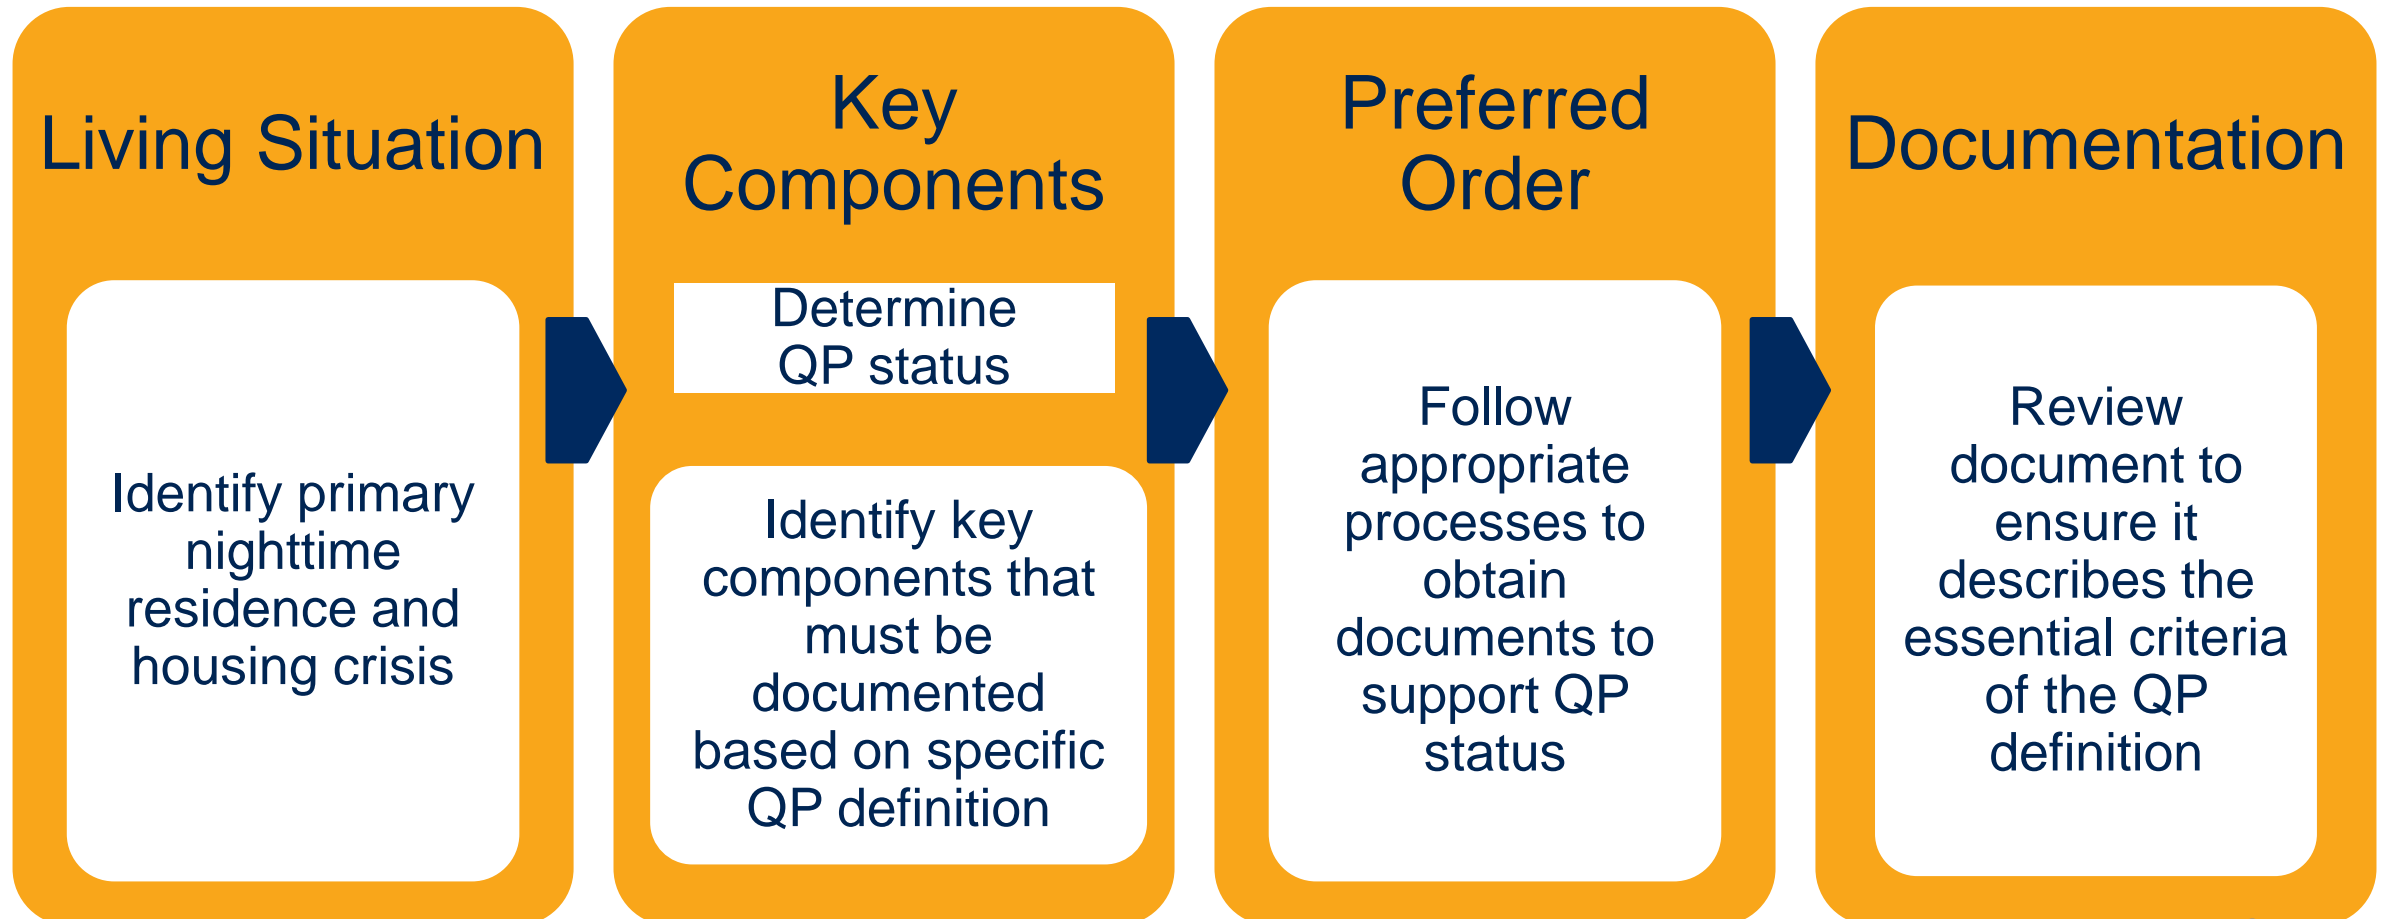 Living Situation
Identify primary
nighttime
residence and
housing crisis
Key
Components
Determine
QP status
Identify key
components that
must be
documented
based on specific
QP definition
Preferred
Order
Follow
appropriate
processes to
obtain
documents to
support QP
status
Documentation
Review
document to
ensure it
describes the
essential criteria
of the QP
definition